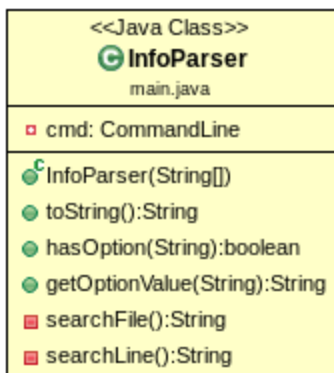 <<Java Class>>
C InfoParser
main.java
cmd: CommandLine
C InfoParser(String[])
toString():String
hasOption(String):boolean
getOptionValue(String):String
searchFile():String
searchLine():String